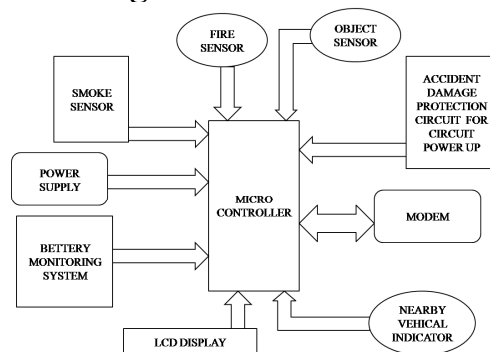 FIRE
SENSOR
OBJECT
SENSOR
SMOKE
SENSOR
ACCIDENT
DAMAGE
PROTECTION
CIRCUIT FOR
CIRCUIT
POWER UP
POWER
SUPPLY
MICRO
CONTROLLER
MODEM
BETTERY
MONITORING
SYSTEM
NEARBY
VEHICAL
INDICATOR
LCD DISPLAY